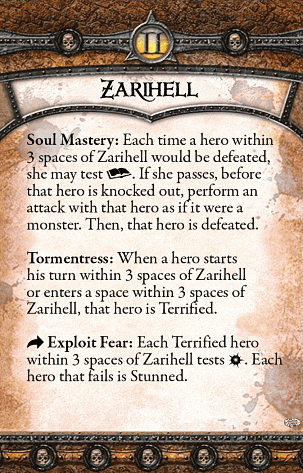 II
ZARIHELL
Soul Mastery: Each time a hero within
3 spaces of Zarihell would be defeated,
she may test . If she passes, before
that hero is knocked out, perform an
attack with that hero as if it were a
monster. Then, that hero is defeated.
Tormentress: When a hero starts
his turn within 3 spaces of Zarihell
or enters a space within 3 spaces of
Zarihell, that hero is Terrified.
Exploit Fear: Each Terrified hero
within 3 spaces of Zarihell tests . Each
hero that fails is Stunned.